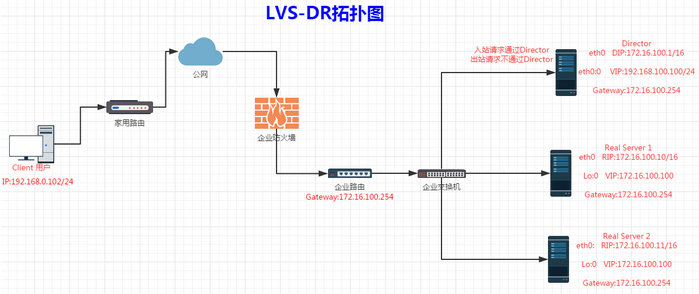 LVS-DR拓扑图
公网
家用路由
Client 用户
IP:192.168.0.102/24
企业防火墙
企业路由
Gateway:172.16.100.254
企业交换机
入站请求通过Director
出站请求不通过Director
Director
eth0 DIP:172.16.100.1/16
eth0:0 VIP:192.168.100.100/24
Gateway:172.16.100.254
Real Server 1
eth0 RIP:172.16.100.10/16
Lo:0 VIP:172.16.100.100
Gateway:172.16.100.254
Real Server 2
eth0: RIP:172.16.100.11/16
Lo:0 VIP:172.16.100.100
Gateway:172.16.100.254